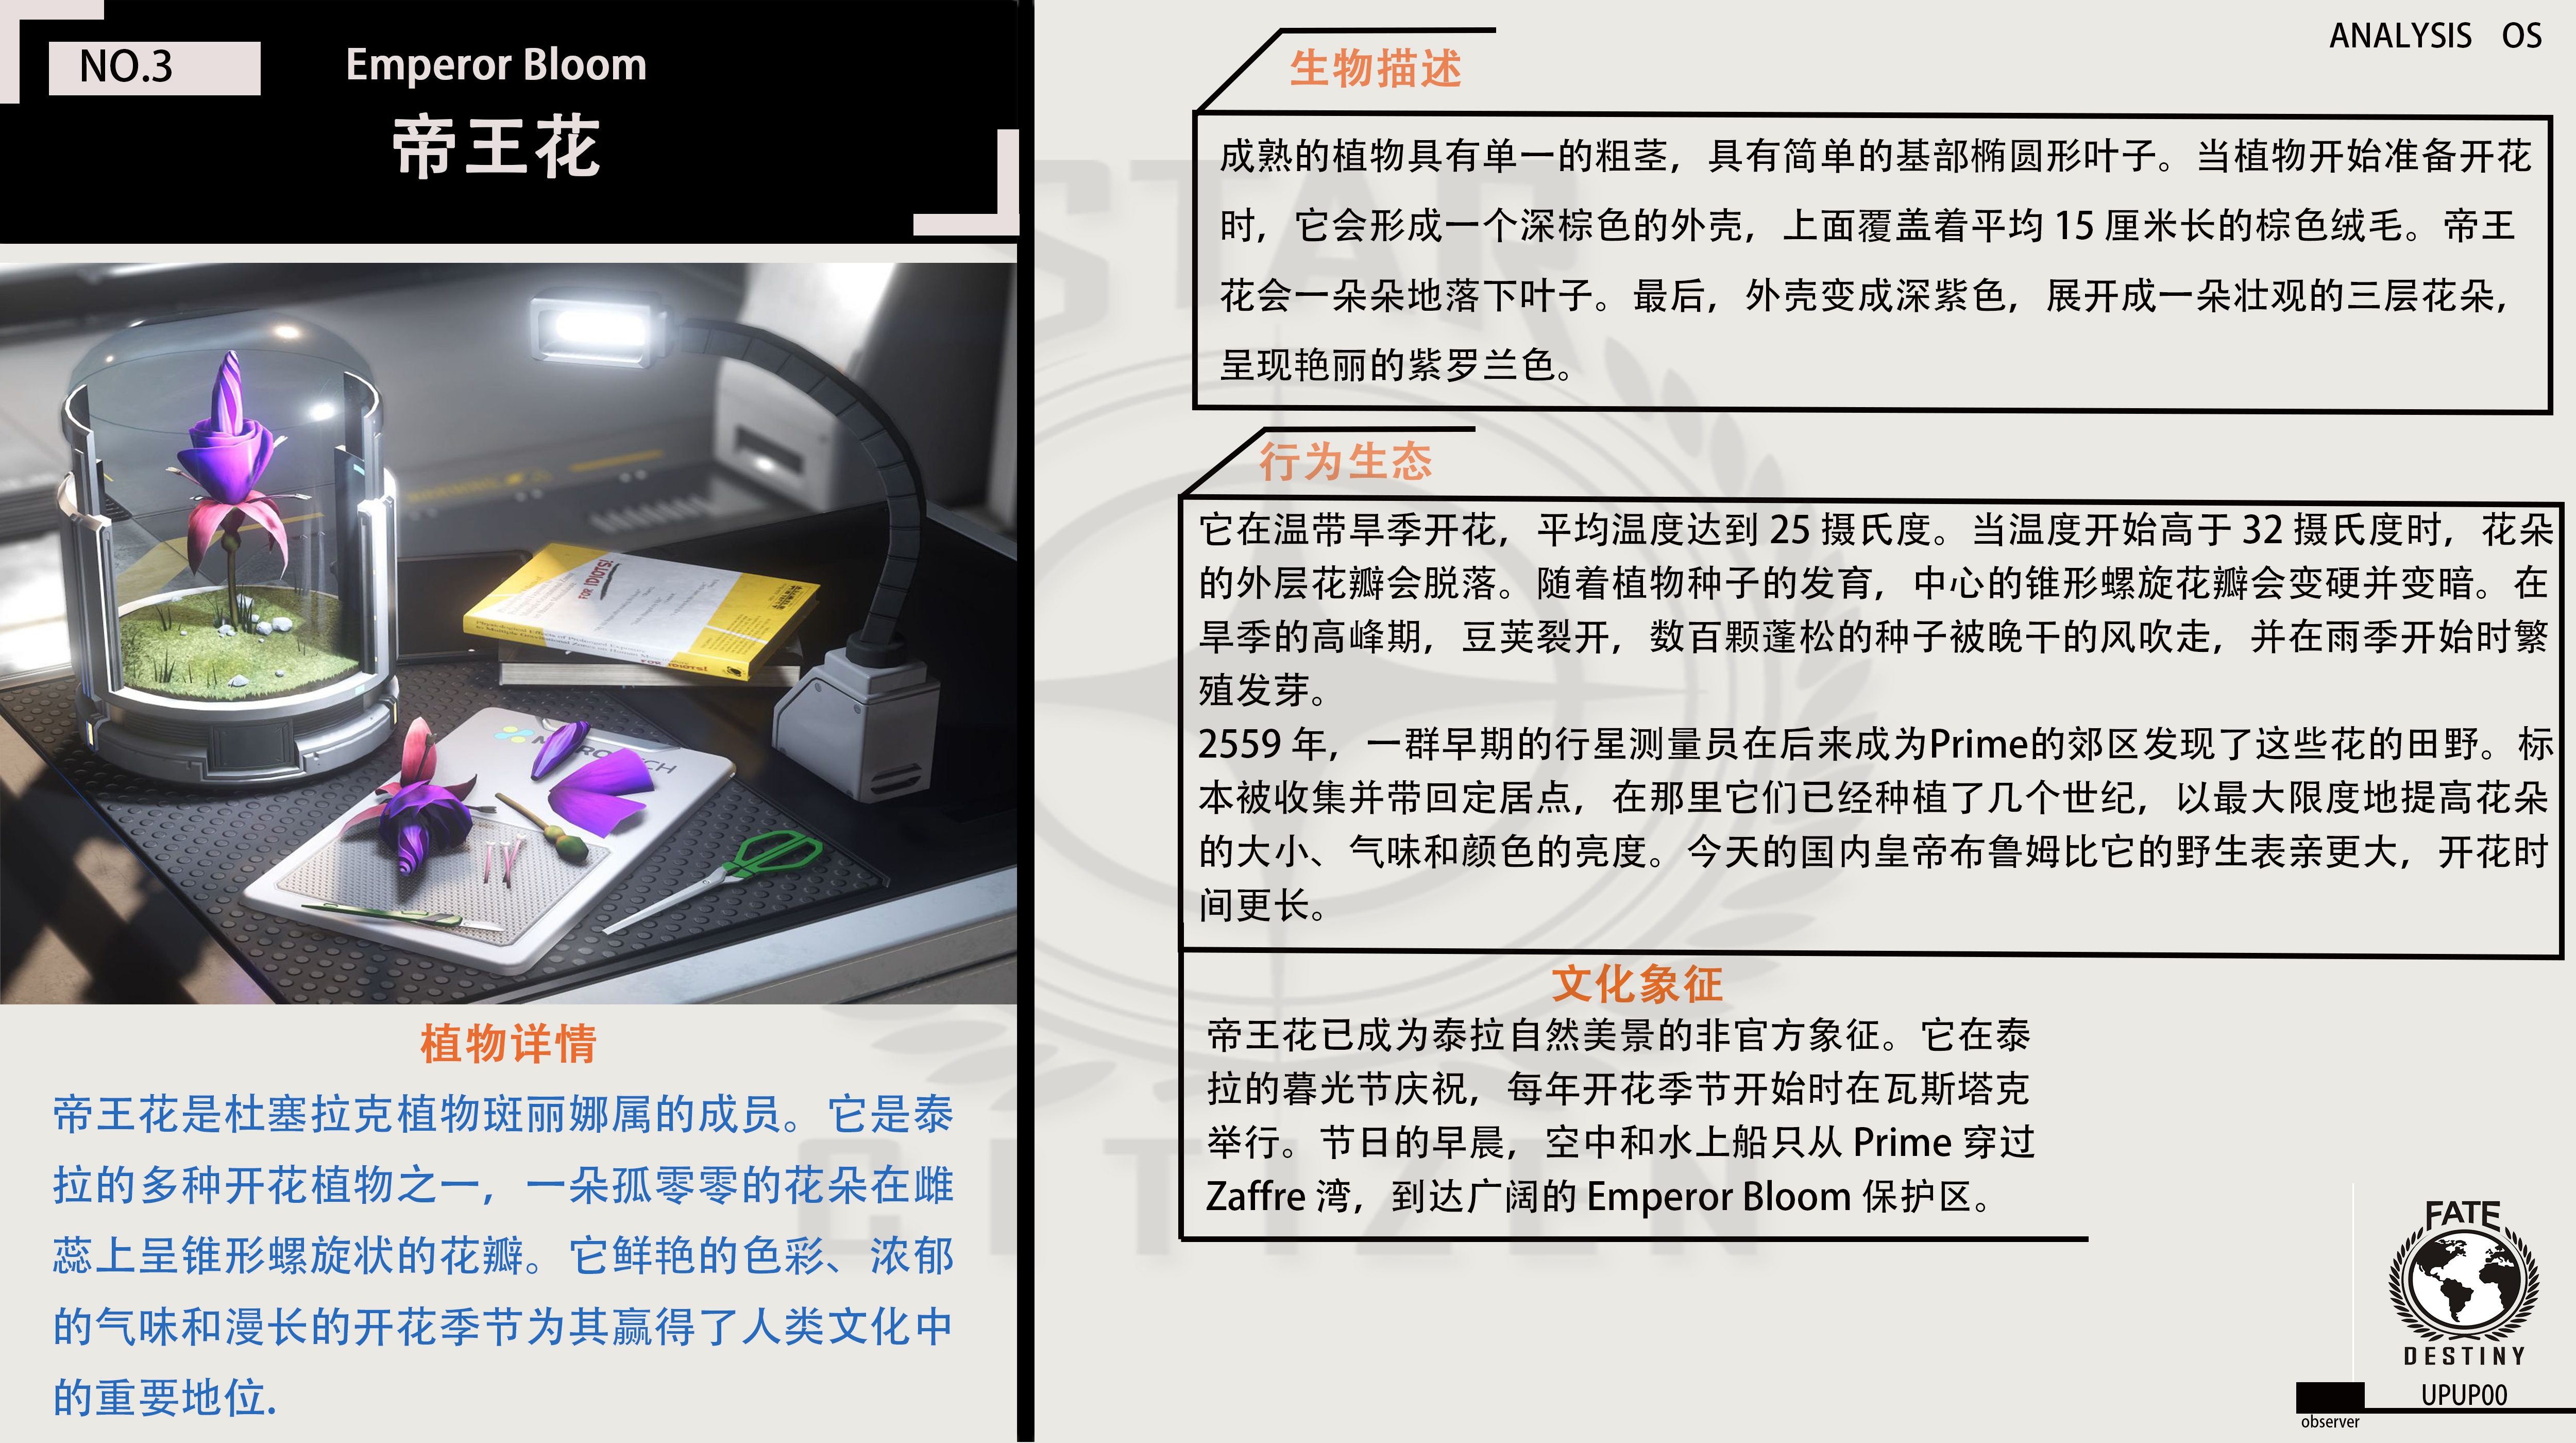 NO.3
Emperor Bloom
帝王花
FOR IDIOTS!
FOR IDIOTS!
植物详情
帝王花是杜塞拉克植物斑丽娜属的成员。它是泰
拉的多种开花植物之一，一朵孤零零的花朵在雌
蕊上呈锥形螺旋状的花瓣。它鲜艳的色彩、浓郁
的气味和漫长的开花季节为其赢得了人类文化中
的重要地位.
ANALYSIS OS
生物描述
成熟的植物具有单一的粗茎，具有简单的基部椭圆形叶子。当植物开始准备开花
时，它会形成一个深棕色的外壳，上面覆盖着平均 15 厘米长的棕色绒毛。帝王
花会一朵朵地落下叶子。最后，外壳变成深紫色，展开成一朵壮观的三层花朵，
呈现艳丽的紫罗兰色。
行为生态
它在温带旱季开花，平均温度达到 25 摄氏度。当温度开始高于 32 摄氏度时，花朵
的外层花瓣会脱落。随着植物种子的发育，中心的锥形螺旋花瓣会变硬并变暗。在
旱季的高峰期，豆荚裂开，数百颗蓬松的种子被晚干的风吹走，并在雨季开始时繁
殖发芽。
2559 年，一群早期的行星测量员在后来成为Prime的郊区发现了这些花的田野。标
本被收集并带回定居点，在那里它们已经种植了几个世纪，以最大限度地提高花朵
的大小、气味和颜色的亮度。今天的国内皇帝布鲁姆比它的野生表亲更大，开花时
间更长。
文化象征
帝王花已成为泰拉自然美景的非官方象征。它在泰
拉的暮光节庆祝，每年开花季节开始时在瓦斯塔克
举行。节日的早晨，空中和水上船只从 Prime 穿过
Zaffre 湾，到达广阔的 Emperor Bloom 保护区。
STAR
CITIZEN
FATE
DESTINY
UPUP00
observer